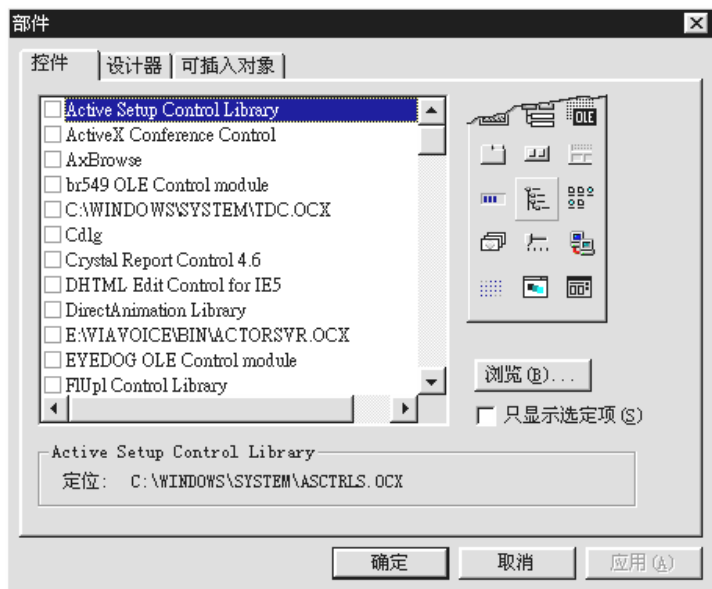 部件
控件
设计器
可插入对象
Active Setup Control Library
ActiveX Conference Control
AxBrowse
br549 OLE Control module
C:\WINDOWS\SYSTEM\TDC.OCX
Cdlg
Crystal Report Control 4.6
DHTML Edit Control for IE5
DirectAnimation Library
E:\VIAVOICE\BIN\ACTORSVR.OCX
EYEDOG OLE Control module
FlUpl Control Library
OLE
浏览(B)...
只显示选定项(S)
Active Setup Control Library
定位: C:\WINDOWS\SYSTEM\ASCTRLS.OCX
确定
取消
应用(A)